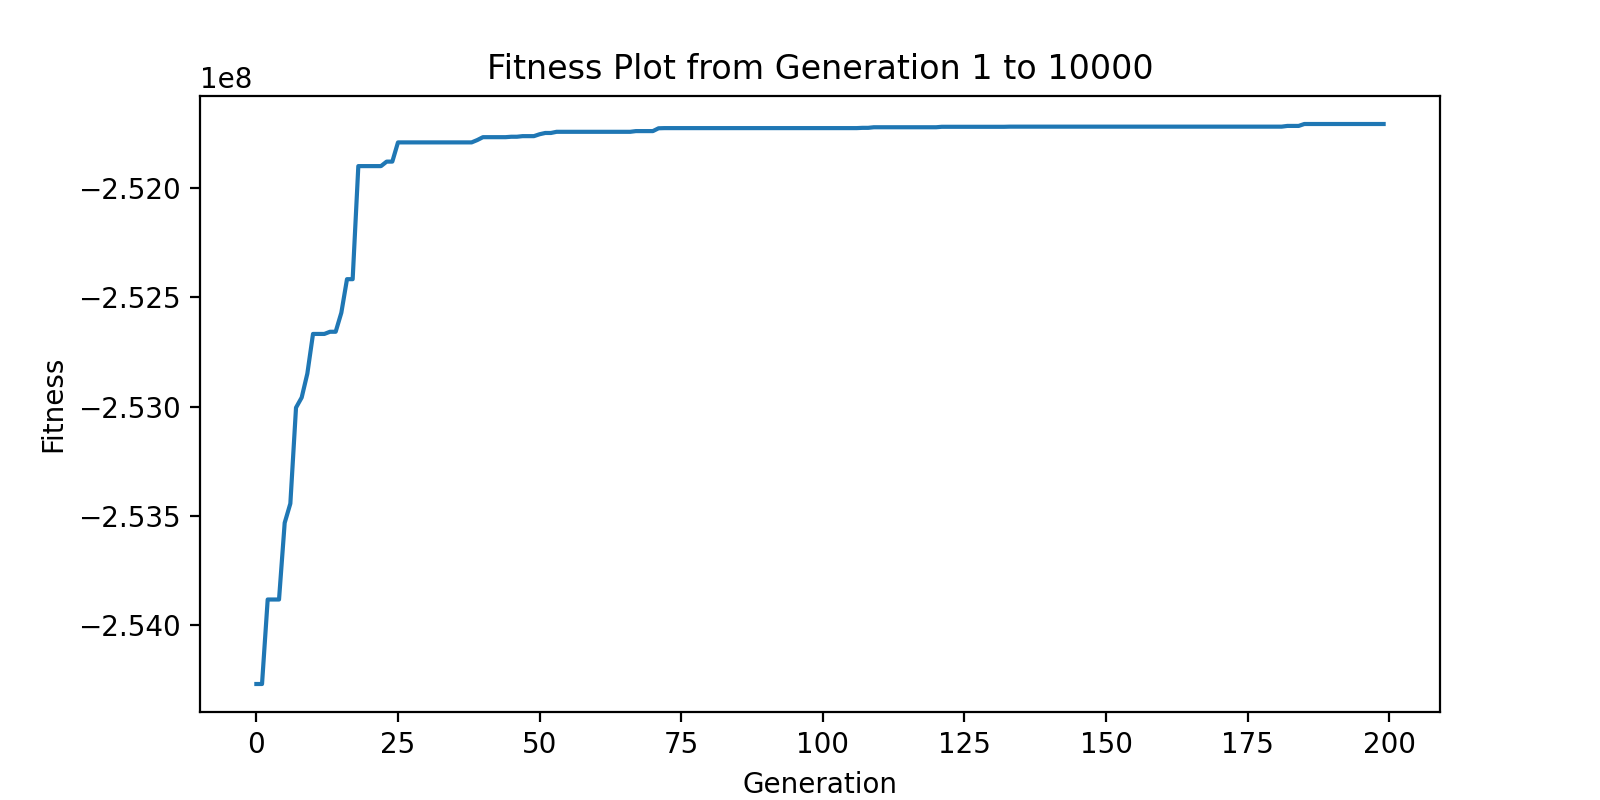 Fitness Plot from Generation 1 to 10000
1e8
−2.520
−2.525
−2.530
−2.535
−2.540
Fitness
0 25 50 75 100 125 150 175 200
Generation